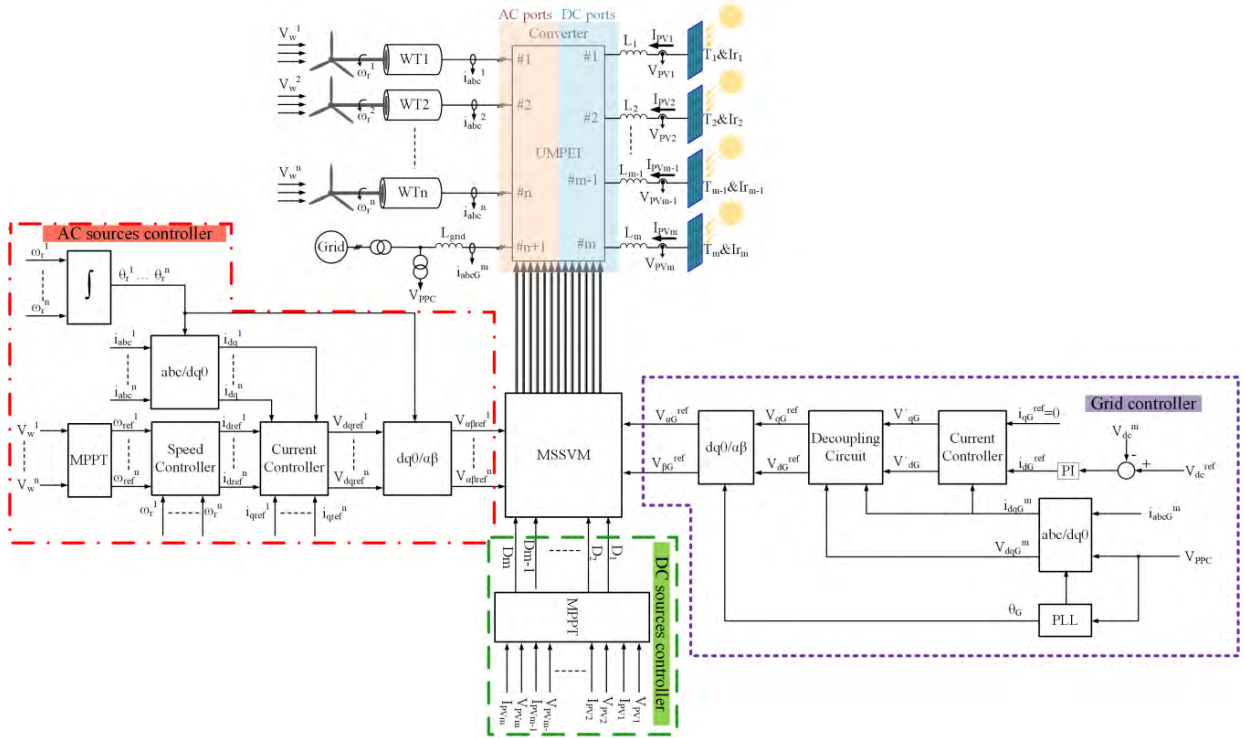 AC ports DC ports
Converter
V_w^1
ω_r^1
WT1
i_abc^1
#1
#1
L_1
I_PV1
V_PV1
T_1&Ir_1
V_w^2
ω_r^2
WT2
i_abc^2
#2
#2
L_2
I_PV2
V_PV2
T_2&Ir_2
UMPEI
V_w^n
ω_r^n
WTn
i_abc^n
#n
#m-1
L_m-1
I_PVm-1
V_PVm-1
T_m-1&Ir_m-1
Grid
L_grid
i_abcG^m
V_PPC
#n+1
#m
L_m
I_PVm
V_PVm
T_m&Ir_m
AC sources controller
ω_r^1
ω_r^n
∫
θ_r^1 ... θ_r^n
i_abc^1
i_abc^n
abc/dq0
i_dq^1
i_dq^n
V_w^1
V_w^n
MPPT
ω_ref^1
ω_ref^n
Speed
Controller
ω_r^1
ω_r^n
i_dref^1
i_dref^n
Current
Controller
i_qref^1
i_qref^n
V_dqref^1
V_dqref^n
dq0/αβ
V_αβref^1
V_αβref^n
MSSVM
Grid controller
V_αG^ref
V_βG^ref
dq0/αβ
V_qG^ref
V_dG^ref
Decoupling
Circuit
V'_qG
V'_dG
Current
Controller
i_qG^ref=0
i_dG^ref
PI
V_dc^m
-
+
V_dc^ref
i_dqG^m
V_dqG^m
abc/dq0
i_abcG^m
V_PPC
θ_G
PLL
DC sources controller
Dm
Dm-1
D_2
D_1
MPPT
I_PVm
V_PVm
I_PVm-1
V_PVm-
I_PV2
V_PV2
I_PV1
V_PV1